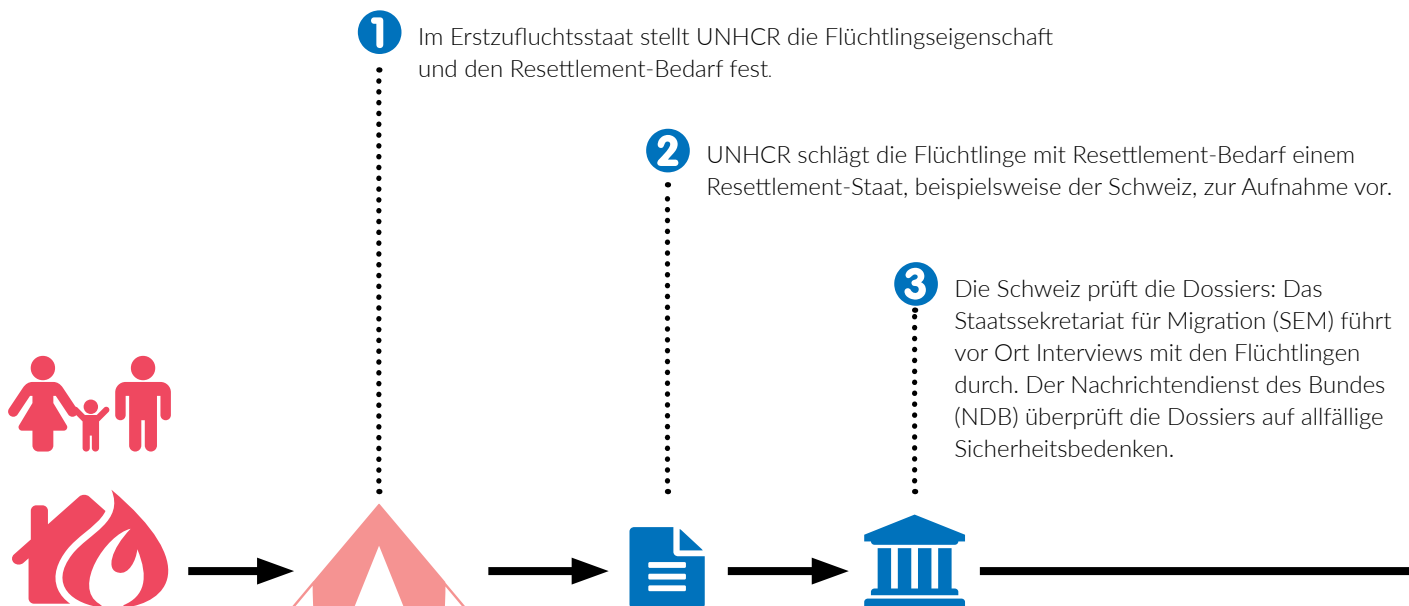 1
Im Erstzufluchtsstaat stellt UNHCR die Flüchtlingseigenschaft
und den Resettlement-Bedarf fest.
2
UNHCR schlägt die Flüchtlinge mit Resettlement-Bedarf einem
Resettlement-Staat, beispielsweise der Schweiz, zur Aufnahme vor.
3
Die Schweiz prüft die Dossiers: Das
Staatssekretariat für Migration (SEM) führt
vor Ort Interviews mit den Flüchtlingen
durch. Der Nachrichtendienst des Bundes
(NDB) überprüft die Dossiers auf allfällige
Sicherheitsbedenken.